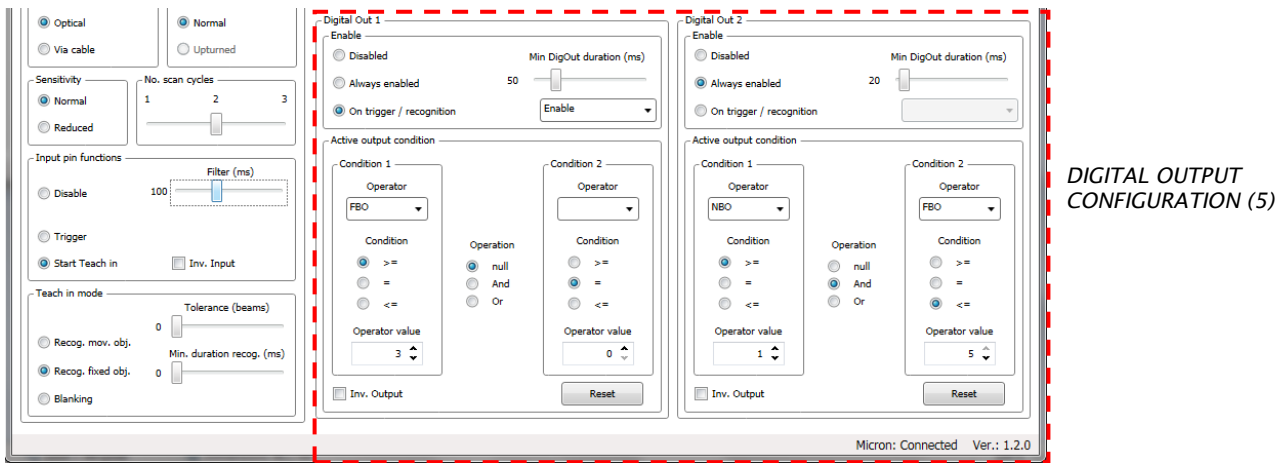 Optical
Normal
Via cable
Upturned
Sensitivity
Normal
Reduced
No. scan cycles
1 2 3
Input pin functions
Filter (ms)
Disable
100
Trigger
Start Teach in
Inv. Input
Teach in mode
Tolerance (beams)
0
Recog. mov. obj.
Min. duration recog. (ms)
Recog. fixed obj.
0
Blanking
Digital Out 1
Enable
Disabled
Min DigOut duration (ms)
Always enabled
50
On trigger / recognition
Enable
Active output condition
Condition 1
Operator
FBO
Condition
>=
=
<=
Operator value
3
Operation
null
And
Or
Condition 2
Operator
Condition
>=
=
<=
Operator value
0
Inv. Output
Reset
Digital Out 2
Enable
Disabled
Min DigOut duration (ms)
Always enabled
20
On trigger / recognition
Active output condition
Condition 1
Operator
NBO
Condition
>=
=
<=
Operator value
1
Operation
null
And
Or
Condition 2
Operator
FBO
Condition
>=
=
<=
Operator value
5
Inv. Output
Reset
Micron: Connected Ver.: 1.2.0
DIGITAL OUTPUT
CONFIGURATION (5)